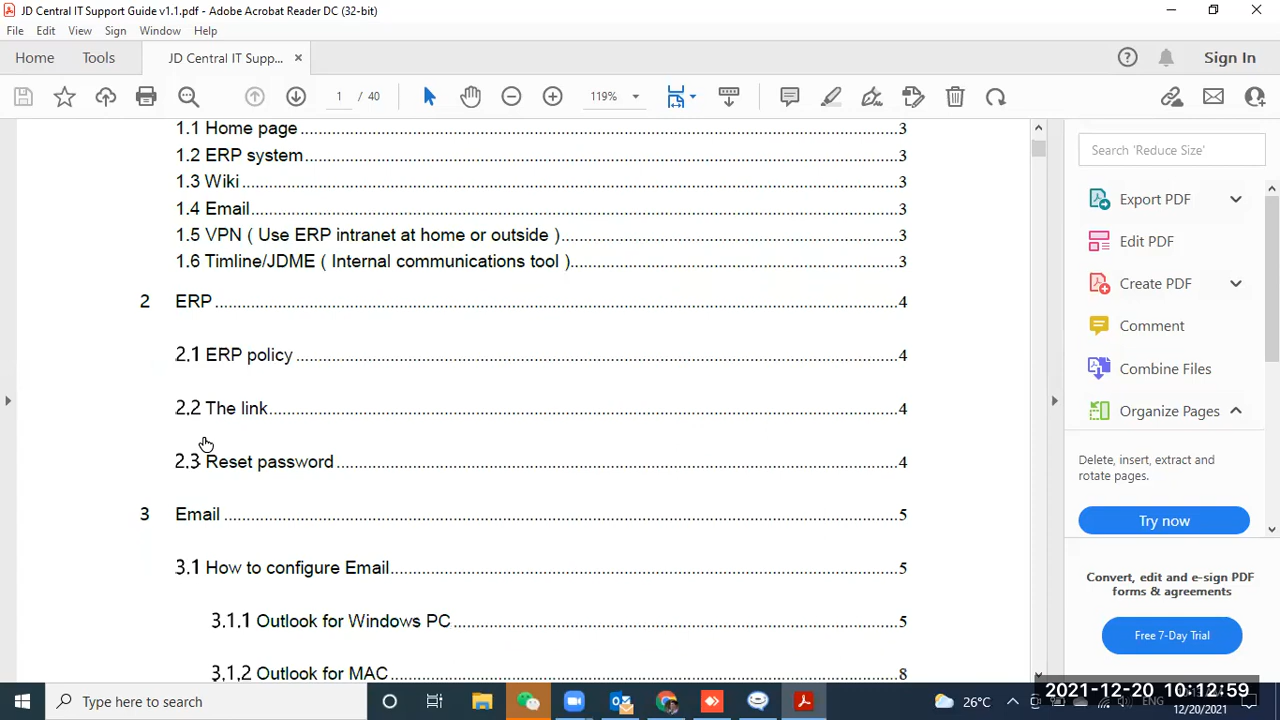 JD Central IT Support Guide v1.1.pdf - Adobe Acrobat Reader DC (32-bit)
File Edit View Sign Window Help
Home Tools JD Central IT Supp... × Sign In
1 / 40 119%
1.1 Home page 3
1.2 ERP system 3
1.3 Wiki 3
1.4 Email 3
1.5 VPN ( Use ERP intranet at home or outside ) 3
1.6 Timline/JDME ( Internal communications tool ) 3
2 ERP 4
2.1 ERP policy 4
2.2 The link 4
2.3 Reset password 4
3 Email 5
3.1 How to configure Email 5
3.1.1 Outlook for Windows PC 5
3.1.2 Outlook for MAC 8
Search 'Reduce Size'
Export PDF
Edit PDF
Create PDF
Comment
Combine Files
Organize Pages
Delete, insert, extract and
rotate pages.
Try now
Convert, edit and e-sign PDF
forms & agreements
Free 7-Day Trial
Type here to search
26°C
ENG
2021-12-20 10:12:59
12/20/2021